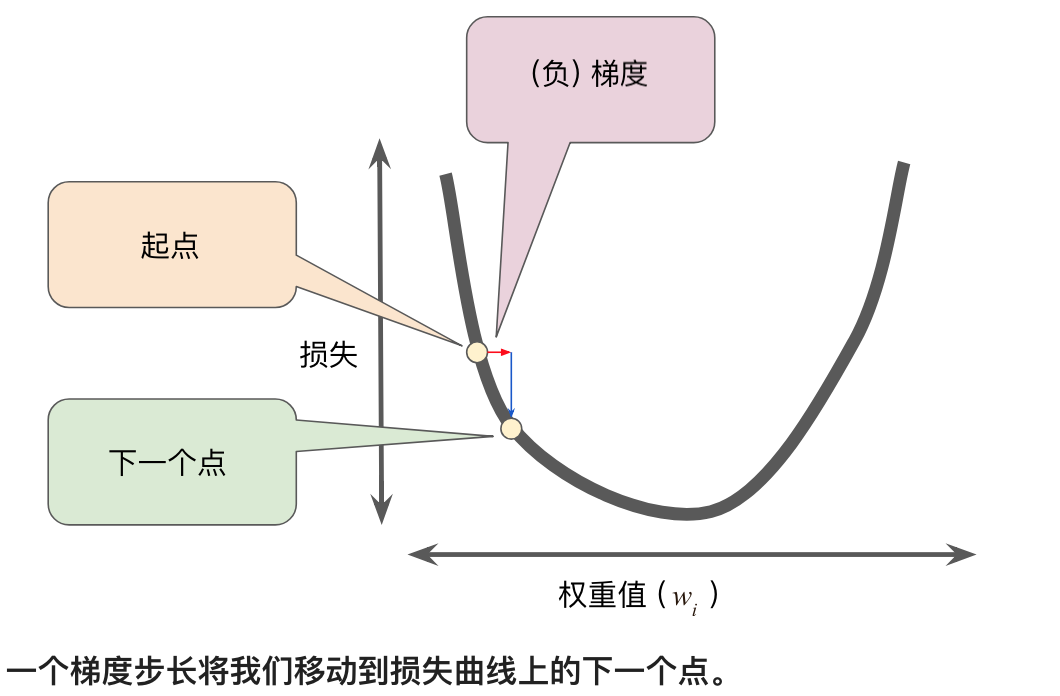 （负）梯度
起点
损失
下一个点
权重值（wi）
一个梯度步长将我们移动到损失曲线上的下一个点。